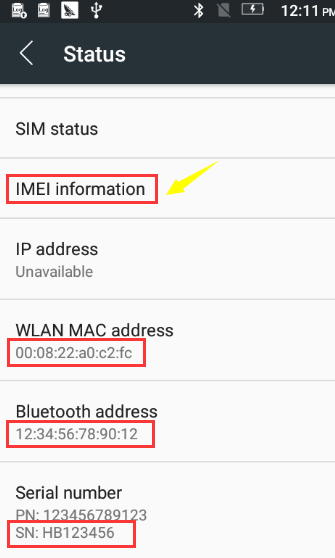 12:11 PM
Status
SIM status
IMEI information
IP address
Unavailable
WLAN MAC address
00:08:22:a0:c2:fc
Bluetooth address
12:34:56:78:90:12
Serial number
PN: 123456789123
SN: HB123456